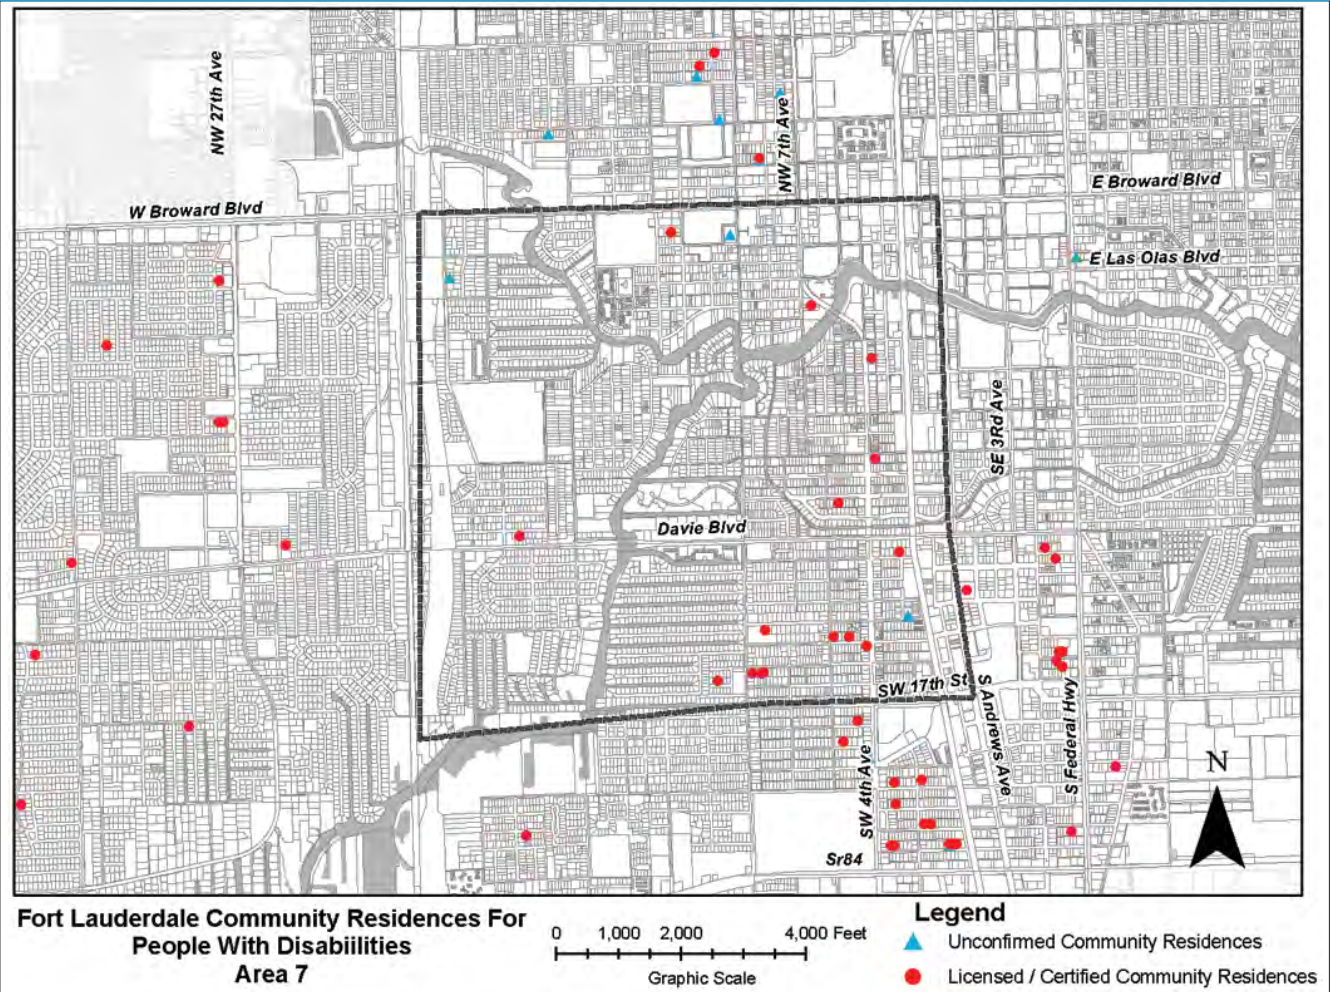 NW 27th Ave
NW 7th Ave
E Broward Blvd
W Broward Blvd
E Las Olas Blvd
SE 3Rd Ave
Davie Blvd
SW 17th St
S Andrews Ave
S Federal Hwy
SW 4th Ave
Sr84
N
Fort Lauderdale Community Residences For
People With Disabiilities
Area 7
0 1,000 2,000 4,000 Feet
Graphic Scale
Legend
Unconfirmed Community Residences
Licensed / Certified Community Residences